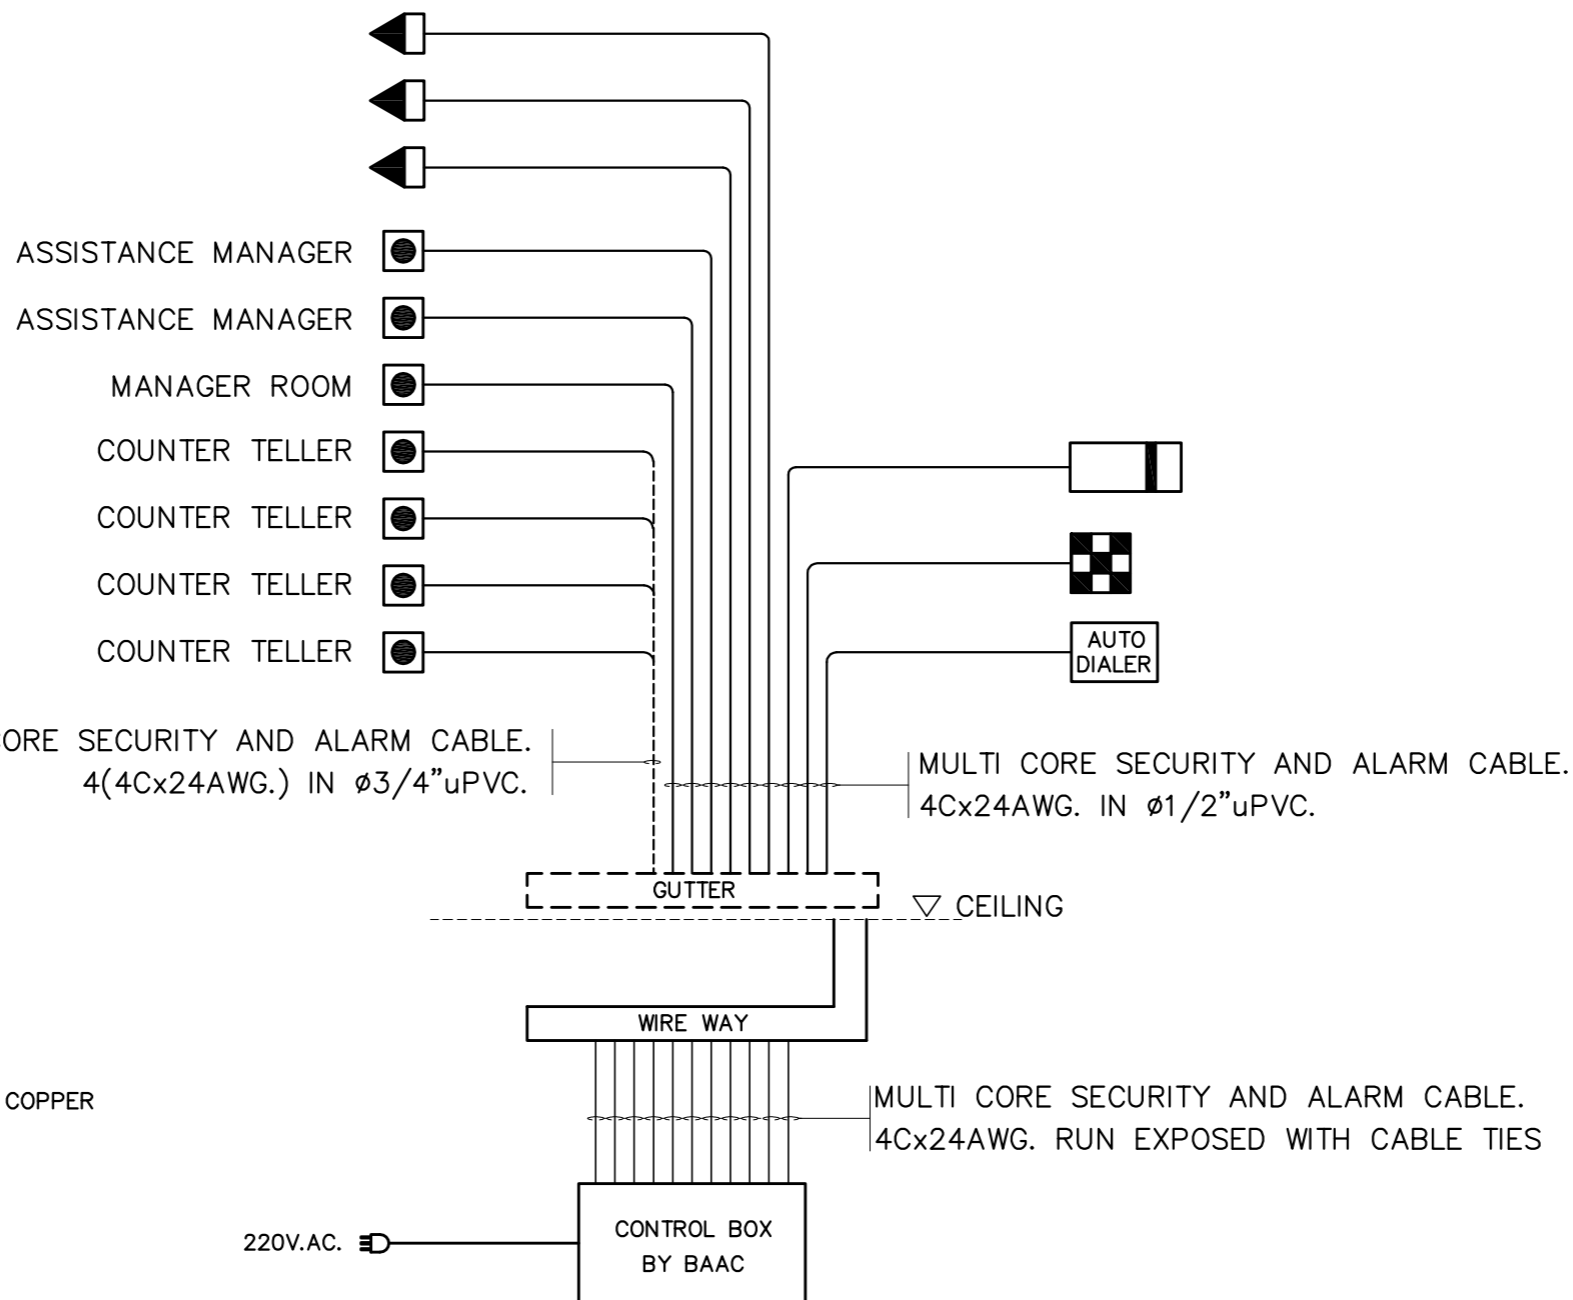 ASSISTANCE MANAGER
ASSISTANCE MANAGER
MANAGER ROOM
COUNTER TELLER
COUNTER TELLER
COUNTER TELLER
COUNTER TELLER
AUTO
DIALER
CORE SECURITY AND ALARM CABLE.
4(4Cx24AWG.) IN ø3/4"uPVC.
MULTI CORE SECURITY AND ALARM CABLE.
4Cx24AWG. IN ø1/2"uPVC.
GUTTER
CEILING
WIRE WAY
COPPER
MULTI CORE SECURITY AND ALARM CABLE.
4Cx24AWG. RUN EXPOSED WITH CABLE TIES
220V.AC.
CONTROL BOX
BY BAAC